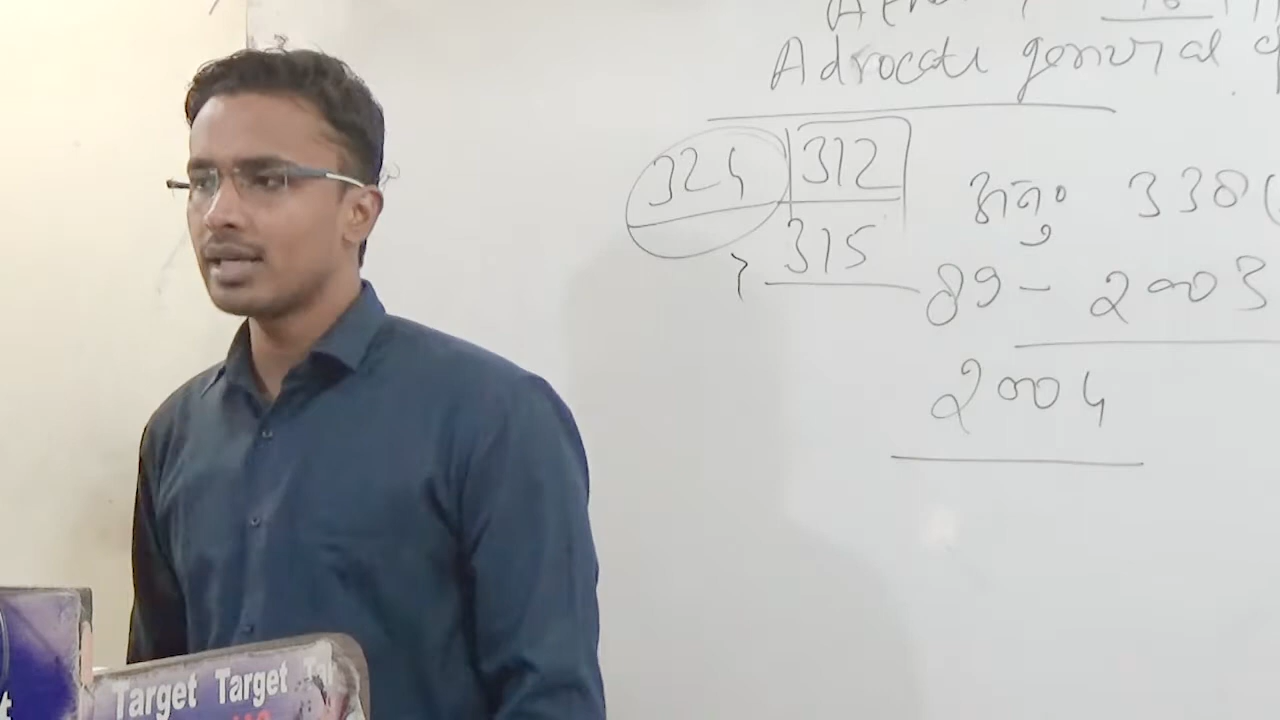 Advocate general
324 312 अनु० 338(
315 89 - 2003
2004
Target Target